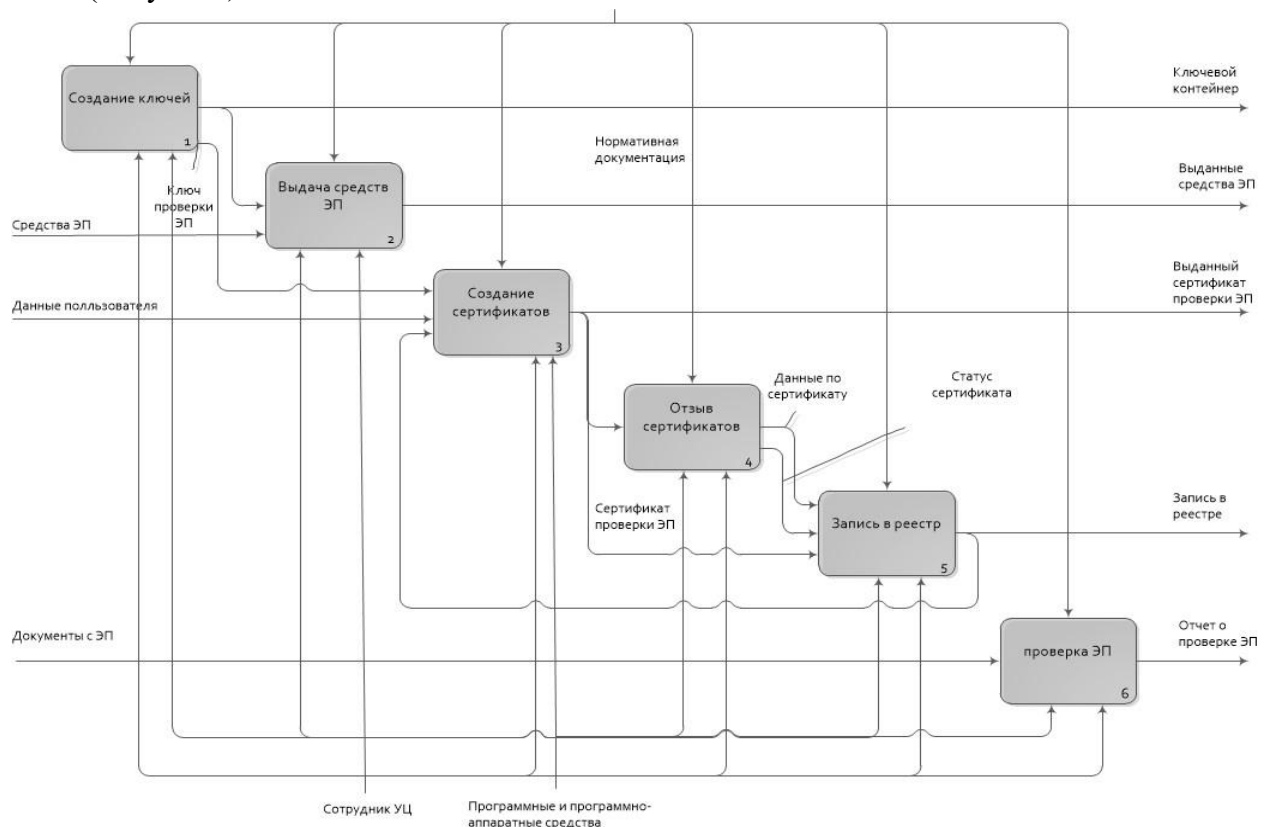 Создание ключей
1
Ключевой
контейнер
Нормативная
документация
Выдача средств
ЭП
2
Ключ
проверки
ЭП
Выданные
средства ЭП
Средства ЭП
Выданный
сертификат
проверки ЭП
Создание
сертификатов
3
Данные полльзователя
Данные по
сертификату
Статус
сертификата
Отзыв
сертификатов
4
Сертификат
проверки ЭП
Запись в реестр
5
Запись в
реестре
Документы с ЭП
проверка ЭП
6
Отчет о
проверке ЭП
Сотрудник УЦ
Программные и программно-
аппаратные средства